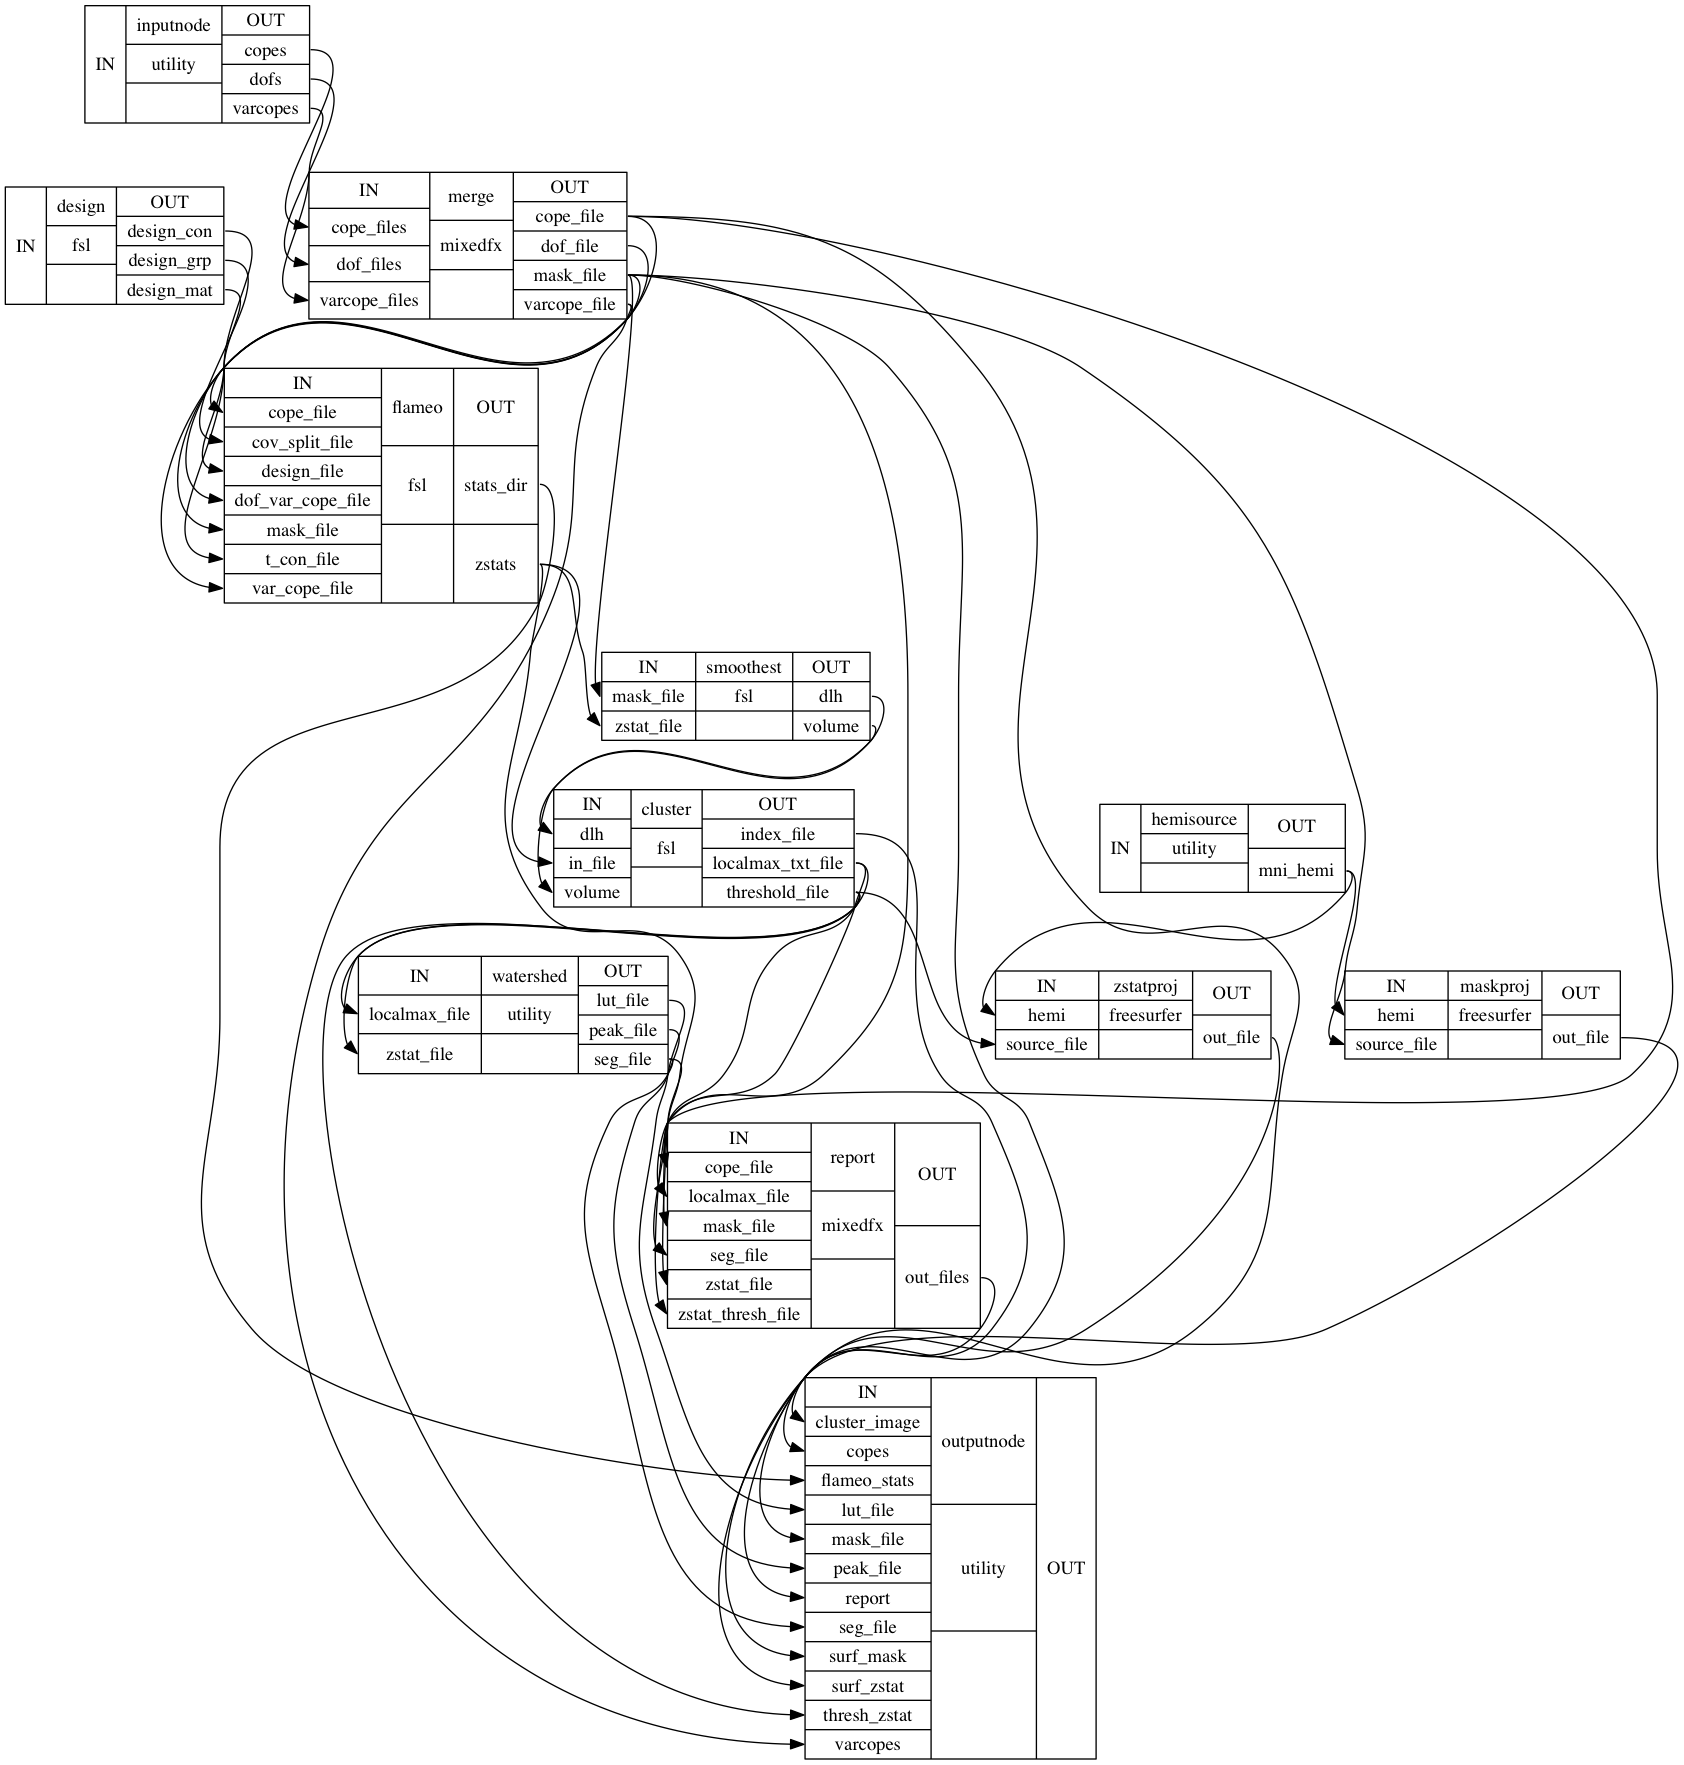 IN
inputnode
utility
OUT
copes
dofs
varcopes
IN
design
fsl
OUT
design_con
design_grp
design_mat
IN
cope_files
dof_files
varcope_files
merge
mixedfx
OUT
cope_file
dof_file
mask_file
varcope_file
IN
cope_file
cov_split_file
design_file
dof_var_cope_file
mask_file
t_con_file
var_cope_file
flameo
fsl
OUT
stats_dir
zstats
IN
mask_file
zstat_file
smoothest
fsl
OUT
dlh
volume
IN
dlh
in_file
volume
cluster
fsl
OUT
index_file
localmax_txt_file
threshold_file
IN
hemisource
utility
OUT
mni_hemi
IN
localmax_file
zstat_file
watershed
utility
OUT
lut_file
peak_file
seg_file
IN
hemi
source_file
zstatproj
freesurfer
OUT
out_file
IN
hemi
source_file
maskproj
freesurfer
OUT
out_file
IN
cope_file
localmax_file
mask_file
seg_file
zstat_file
zstat_thresh_file
report
mixedfx
OUT
out_files
IN
cluster_image
copes
flameo_stats
lut_file
mask_file
peak_file
report
seg_file
surf_mask
surf_zstat
thresh_zstat
varcopes
outputnode
utility
OUT